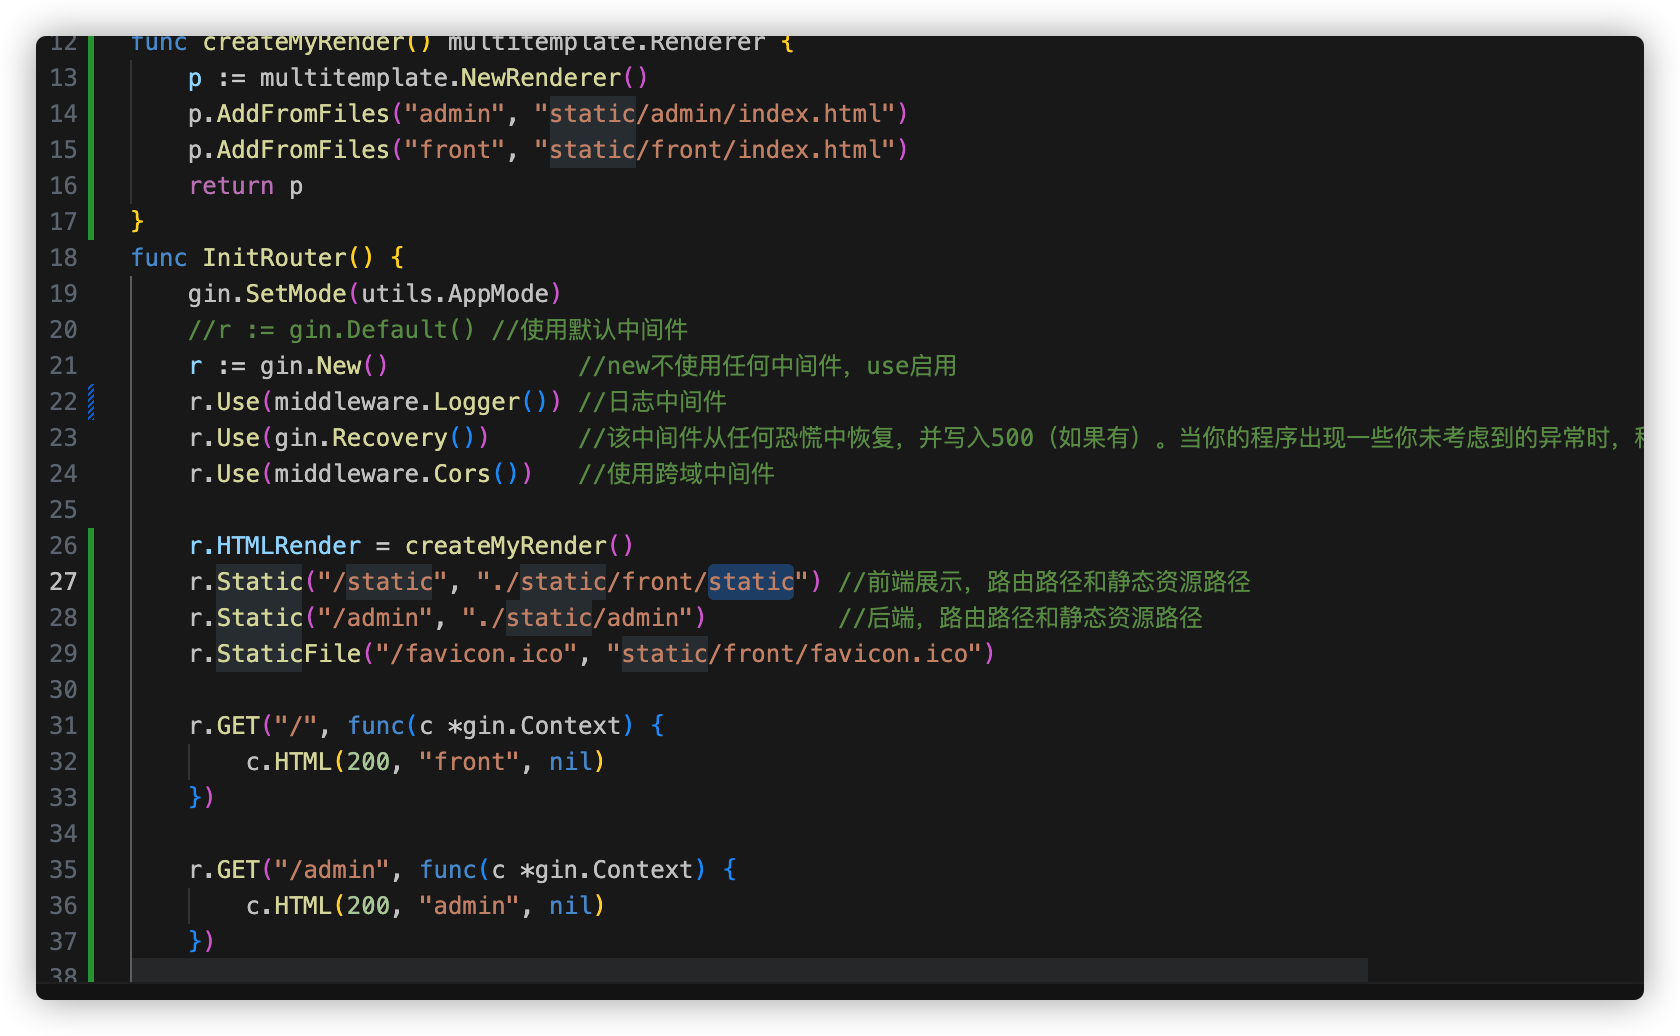 12 func createMyRender() multitemplate.Renderer {
13 p := multitemplate.NewRenderer()
14 p.AddFromFiles("admin", "static/admin/index.html")
15 p.AddFromFiles("front", "static/front/index.html")
16 return p
17 }
18 func InitRouter() {
19 gin.SetMode(utils.AppMode)
20 //r := gin.Default() //使用默认中间件
21 r := gin.New() //new不使用任何中间件，use启用
22 r.Use(middleware.Logger()) //日志中间件
23 r.Use(gin.Recovery()) //该中间件从任何恐慌中恢复，并写入500（如果有）。当你的程序出现一些你未考虑到的异常时，
24 r.Use(middleware.Cors()) //使用跨域中间件
25
26 r.HTMLRender = createMyRender()
27 r.Static("/static", "./static/front/static") //前端展示，路由路径和静态资源路径
28 r.Static("/admin", "./static/admin") //后端，路由路径和静态资源路径
29 r.StaticFile("/favicon.ico", "static/front/favicon.ico")
30
31 r.GET("/", func(c *gin.Context) {
32 c.HTML(200, "front", nil)
33 })
34
35 r.GET("/admin", func(c *gin.Context) {
36 c.HTML(200, "admin", nil)
37 })
38